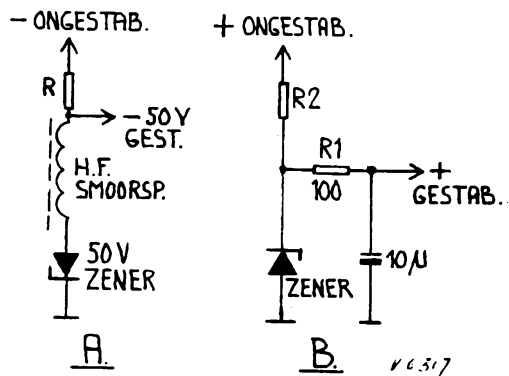 − ONGESTAB.
R
− 50V
GEST.
H.F.
SMOORSP.
50V
ZENER
A.
+ ONGESTAB.
R2
R1
100
+
GESTAB.
ZENER
10µ
B.